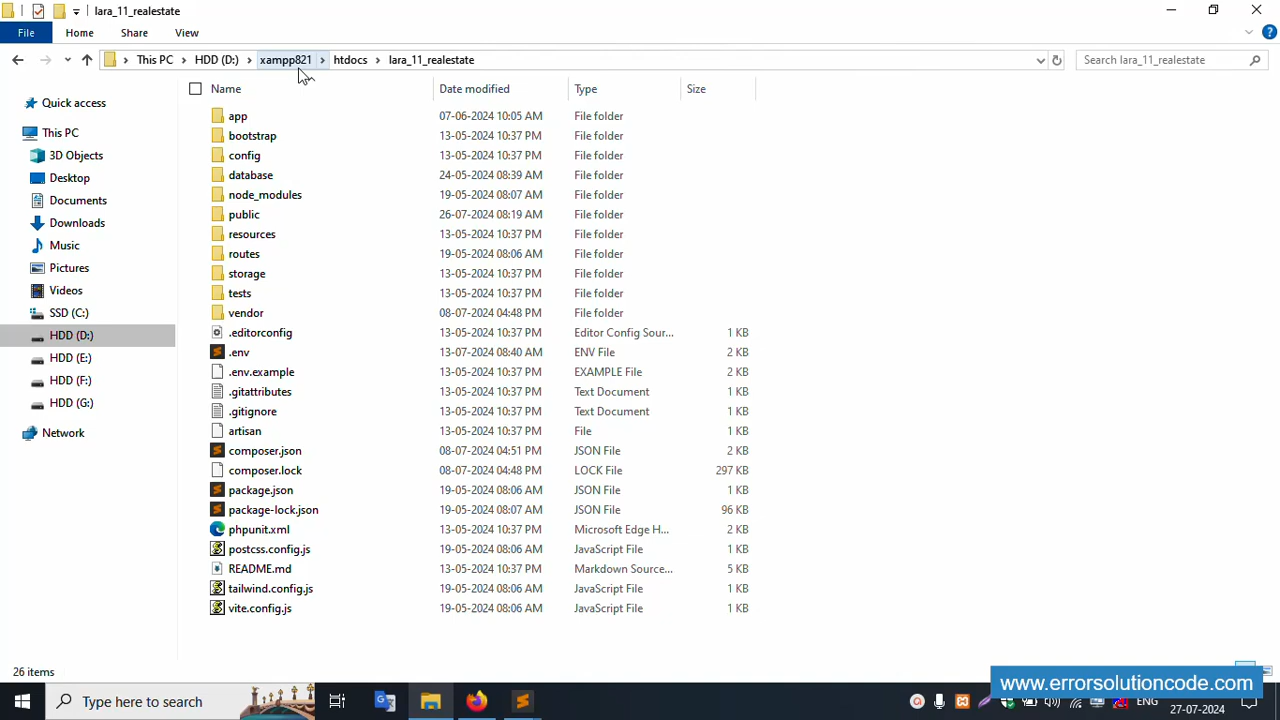 lara_11_realestate
File Home Share View
This PC HDD (D:) xampp821 htdocs lara_11_realestate Search lara_11_realestate
Name Date modified Type Size
Quick access
This PC
3D Objects
Desktop
Documents
Downloads
Music
Pictures
Videos
SSD (C:)
HDD (D:)
HDD (E:)
HDD (F:)
HDD (G:)
Network
app 07-06-2024 10:05 AM File folder
bootstrap 13-05-2024 10:37 PM File folder
config 13-05-2024 10:37 PM File folder
database 24-05-2024 08:39 AM File folder
node_modules 19-05-2024 08:07 AM File folder
public 26-07-2024 08:19 AM File folder
resources 13-05-2024 10:37 PM File folder
routes 19-05-2024 08:06 AM File folder
storage 13-05-2024 10:37 PM File folder
tests 13-05-2024 10:37 PM File folder
vendor 08-07-2024 04:48 PM File folder
.editorconfig 13-05-2024 10:37 PM Editor Config Sour... 1 KB
.env 13-07-2024 08:40 AM ENV File 2 KB
.env.example 13-05-2024 10:37 PM EXAMPLE File 2 KB
.gitattributes 13-05-2024 10:37 PM Text Document 1 KB
.gitignore 13-05-2024 10:37 PM Text Document 1 KB
artisan 13-05-2024 10:37 PM File 1 KB
composer.json 08-07-2024 04:51 PM JSON File 2 KB
composer.lock 08-07-2024 04:48 PM LOCK File 297 KB
package.json 19-05-2024 08:06 AM JSON File 1 KB
package-lock.json 19-05-2024 08:07 AM JSON File 96 KB
phpunit.xml 13-05-2024 10:37 PM Microsoft Edge H... 2 KB
postcss.config.js 19-05-2024 08:06 AM JavaScript File 1 KB
README.md 13-05-2024 10:37 PM Markdown Source... 5 KB
tailwind.config.js 19-05-2024 08:06 AM JavaScript File 1 KB
vite.config.js 19-05-2024 08:06 AM JavaScript File 1 KB
26 items
www.errorsolutioncode.com
Type here to search
ENG
27-07-2024